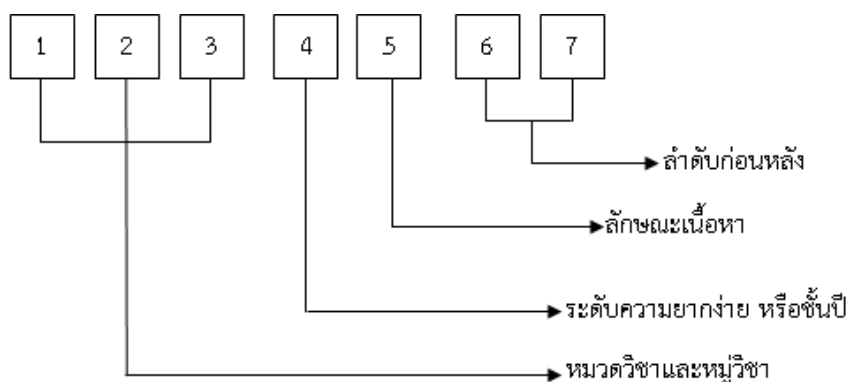 1 2 3 4 5 6 7
ลำดับก่อนหลัง
ลักษณะเนื้อหา
ระดับความยากง่าย หรือชั้นปี
หมวดวิชาและหมู่วิชา